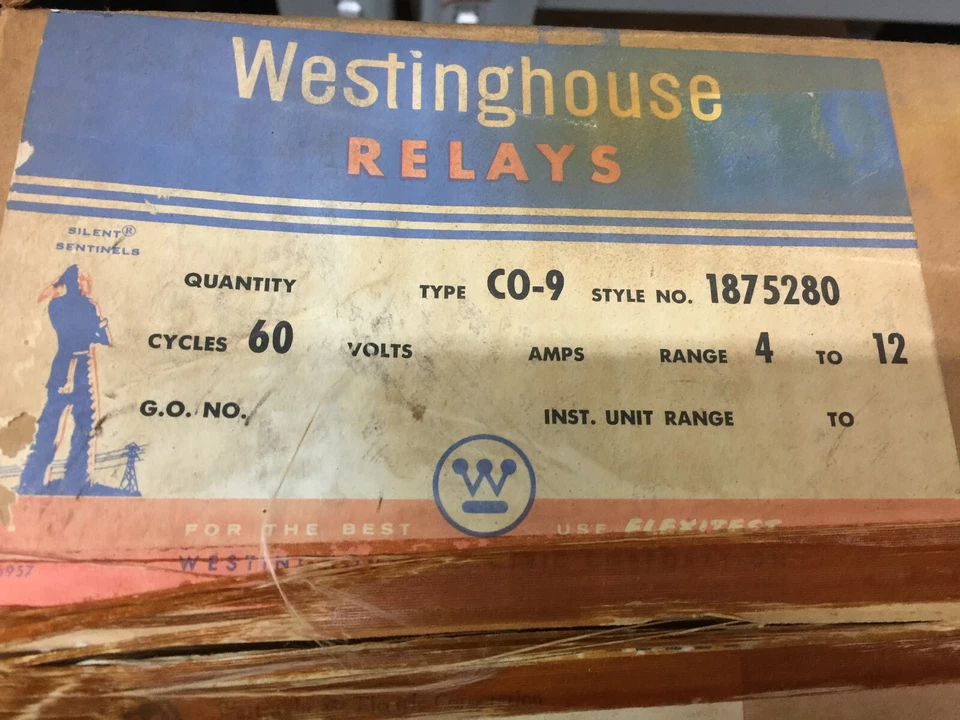 Westinghouse
RELAYS
SILENT®
SENTINELS
QUANTITY TYPE CO-9 STYLE NO. 1875280
CYCLES 60 VOLTS AMPS RANGE 4 TO 12
G.O. NO. INST. UNIT RANGE TO
W
FOR THE BEST USE FLEXITEST